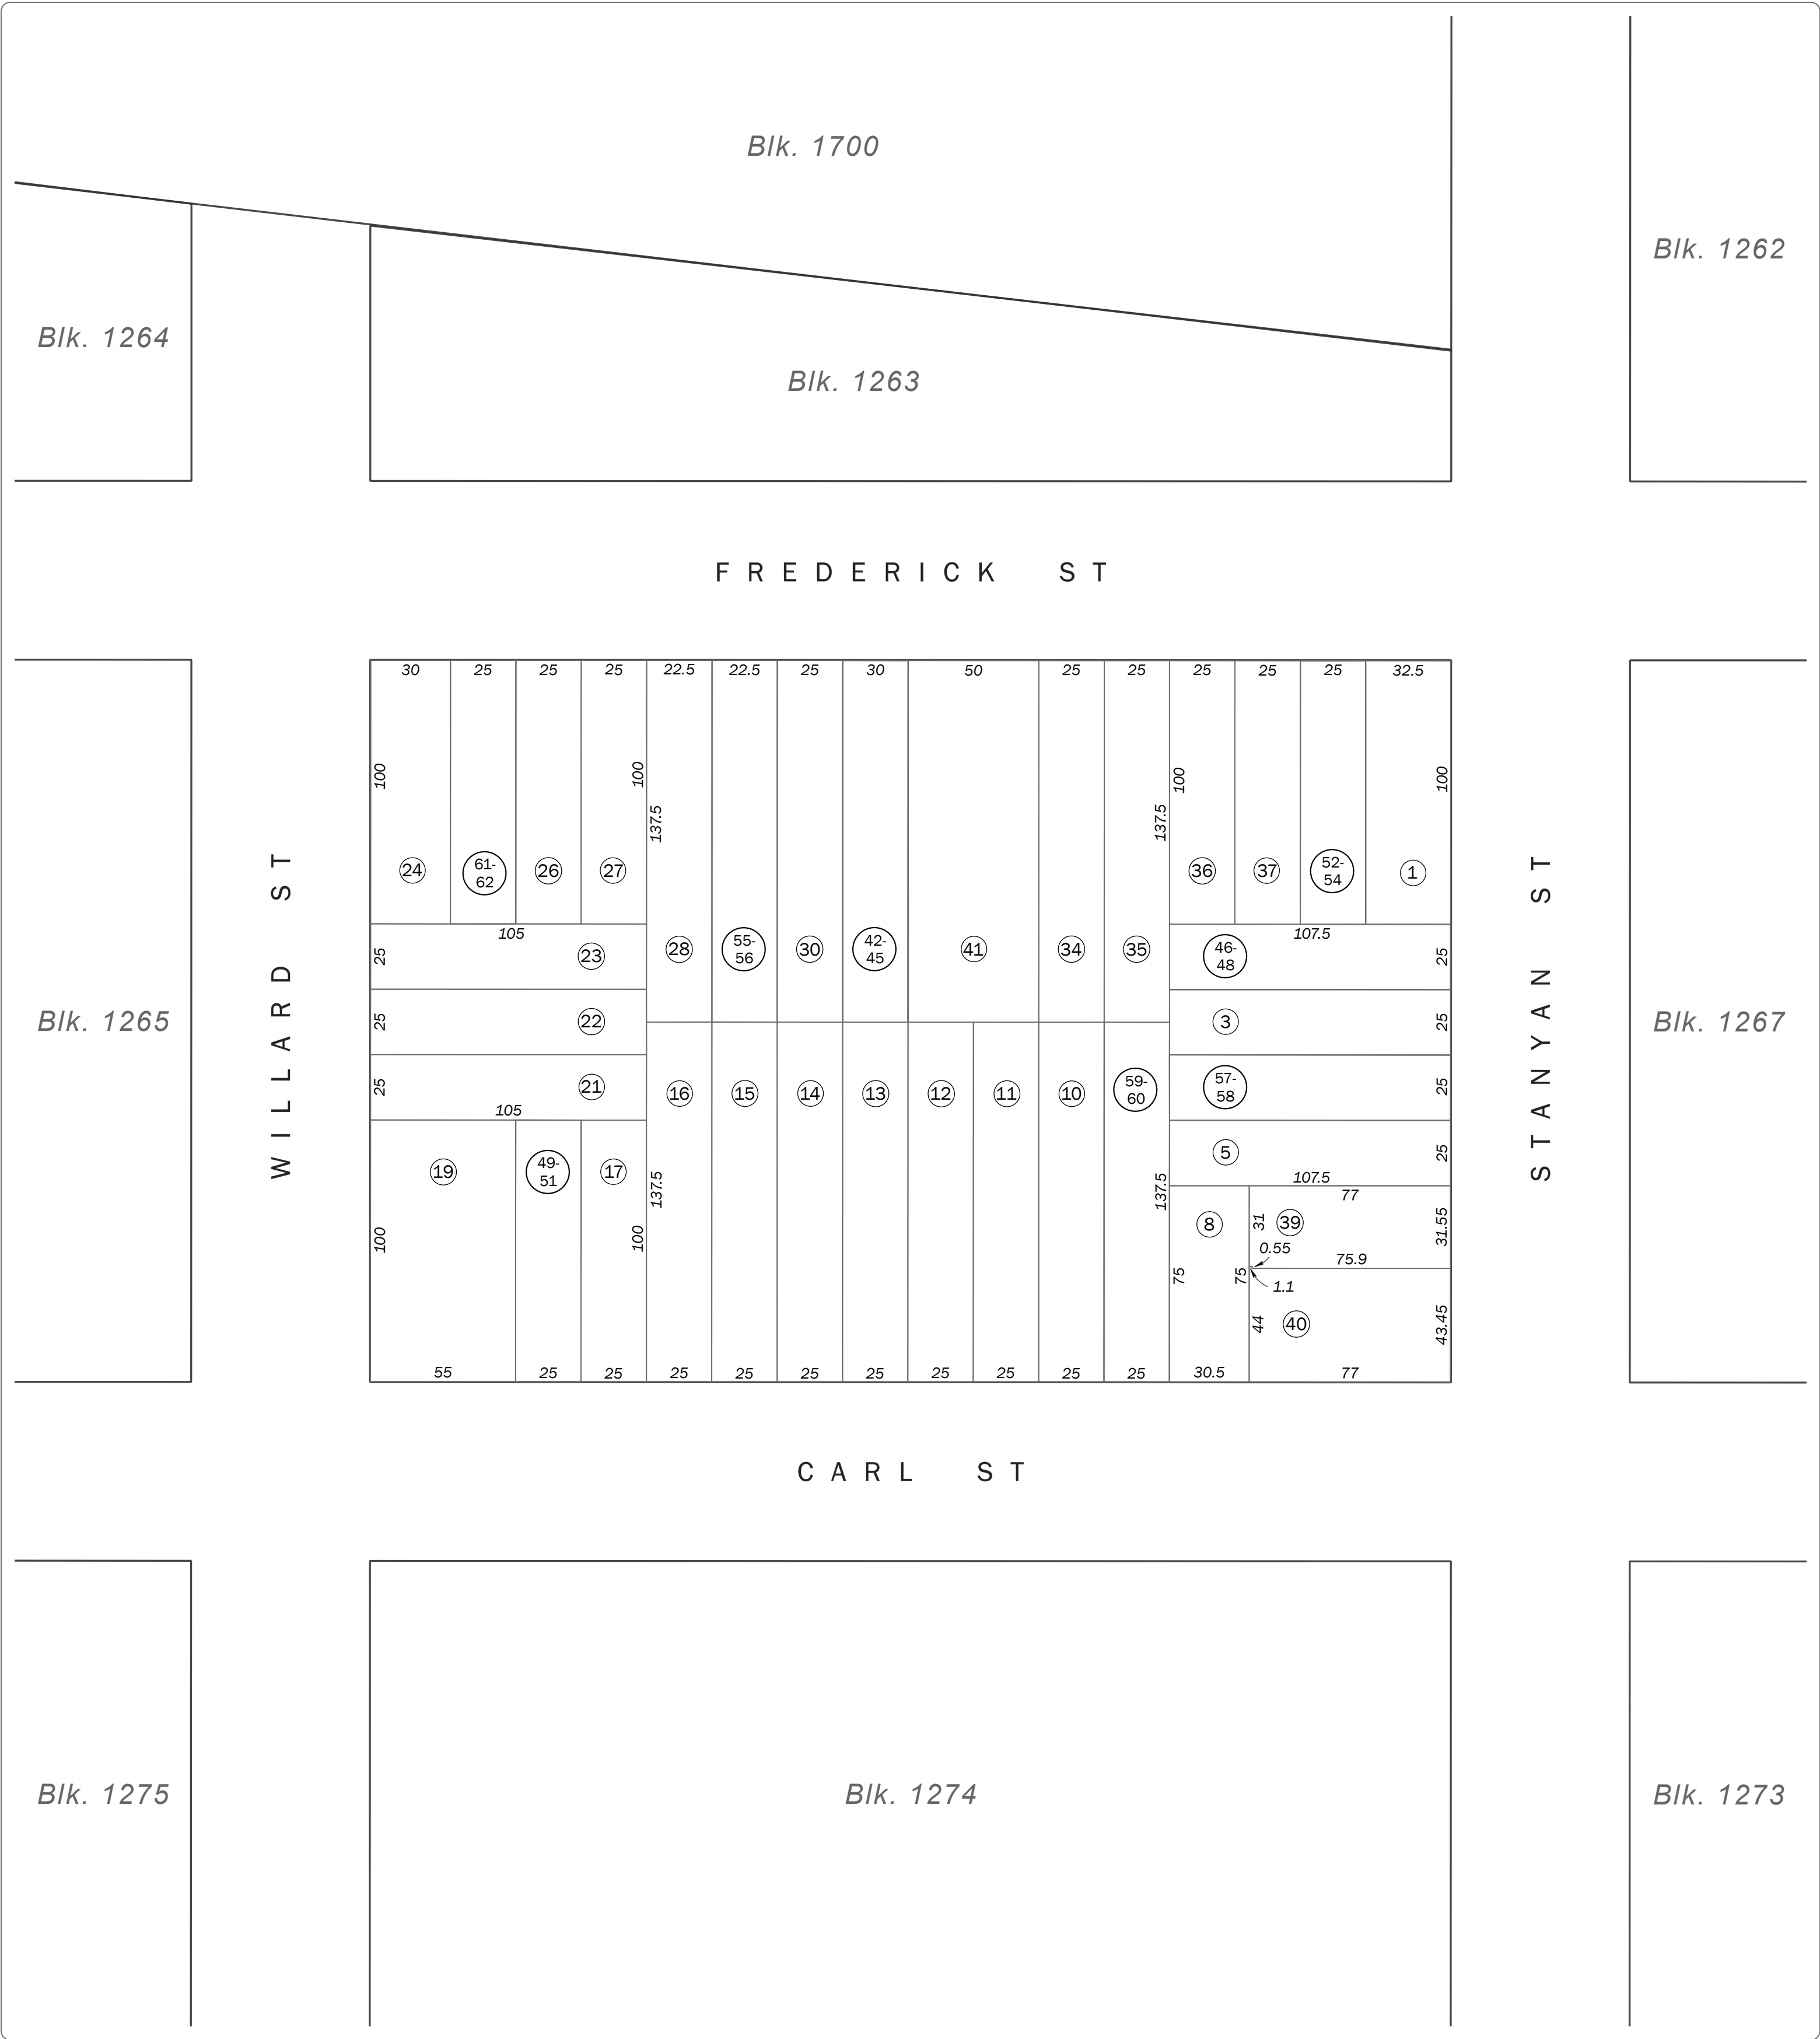 Blk. 1700
Blk. 1262
Blk. 1264
Blk. 1263
FREDERICK ST
30 25 25 25 22.5 22.5 25 30 50 25 25 25 25 25 32.5
100 100 137.5 137.5 100 100
24 61-62 26 27 36 37 52-54 1
105 107.5
25 23 28 55-56 30 42-45 41 34 35 46-48 25
WILLARD ST
STANYAN ST
Blk. 1265
25 22 3 25
Blk. 1267
25 21 16 15 14 13 12 11 10 59-60 57-58 25
105
19 49-51 17 5 25
137.5 137.5 107.5
77
100 100 8 31 39 31.55
0.55 75.9
75 75 1.1
44 40 43.45
55 25 25 25 25 25 25 25 25 25 25 30.5 77
CARL ST
Blk. 1275
Blk. 1274
Blk. 1273